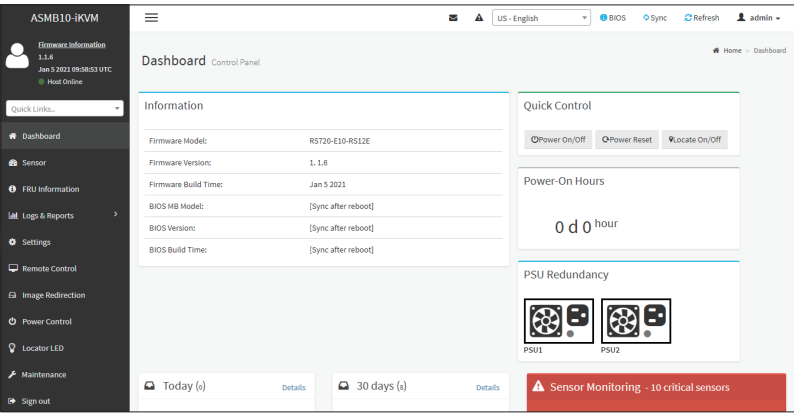 ASMB10-iKVM
Firmware Information
1.1.6
Jan 5 2021 09:58:53 UTC
Host Online
Quick Links..
Dashboard
Sensor
FRU Information
Logs & Reports
Settings
Remote Control
Image Redirection
Power Control
Locator LED
Maintenance
Sign out
US - English
BIOS
Sync
Refresh
admin
Dashboard Control Panel
Home > Dashboard
Information
Firmware Model: RS720-E10-RS12E
Firmware Version: 1. 1.6
Firmware Build Time: Jan 5 2021
BIOS MB Model: [Sync after reboot]
BIOS Version: [Sync after reboot]
BIOS Build Time: [Sync after reboot]
Quick Control
Power On/Off
Power Reset
Locate On/Off
Power-On Hours
0 d 0 hour
PSU Redundancy
PSU1
PSU2
Today (0)
Details
30 days
Details
Sensor Monitoring - 10 critical sensors